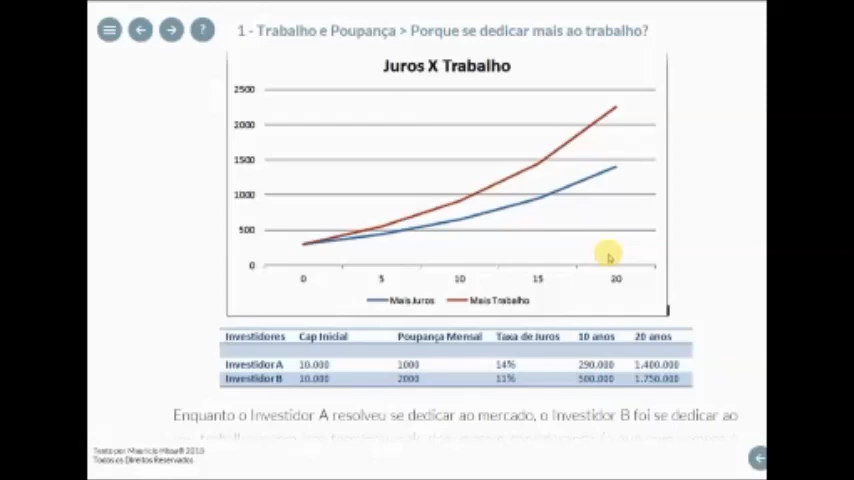 1 - Trabalho e Poupança > Porque se dedicar mais ao trabalho?
Juros X Trabalho
2500
2000
1500
1000
500
0
0 5 10 15 20
Mais Juros Mais Trabalho
Investidores Cap Inicial Poupança Mensal Taxa de Juros 10 anos 20 anos
Investidor A 10.000 1000 14% 290.000 1.400.000
Investidor B 10.000 2000 11% 500.000 1.750.000
Enquanto o Investidor A resolveu se dedicar ao mercado, o Investidor B foi se dedicar ao
Texto por Mauricio Hissa® 2013
Todos os Direitos Reservados